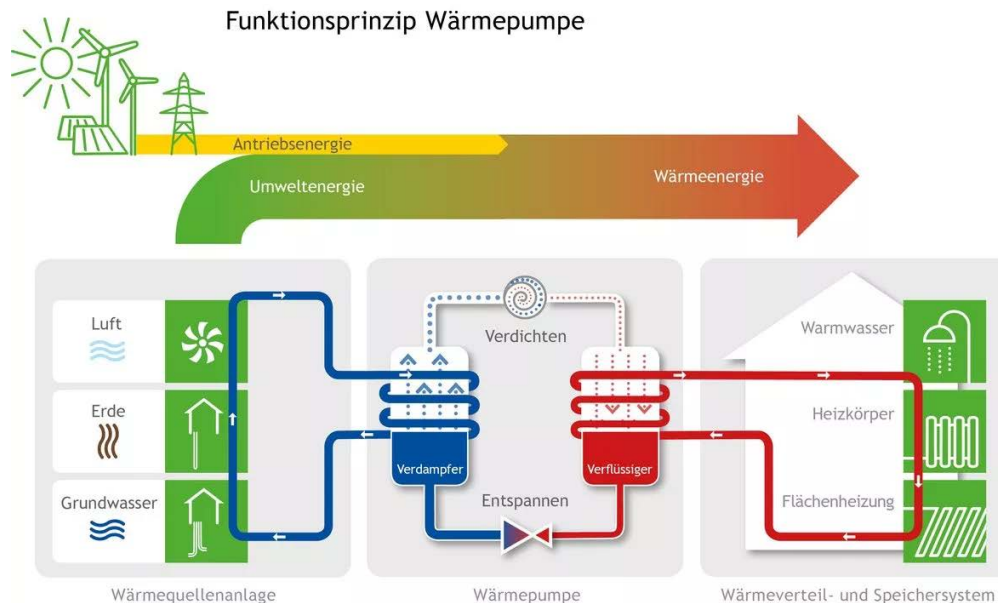 Funktionsprinzip Wärmepumpe
Antriebsenergie
Umweltenergie
Wärmeenergie
Luft
Erde
Grundwasser
Verdichten
Verdampfer
Verflüssiger
Entspannen
Warmwasser
Heizkörper
Flächenheizung
Wärmequellenanlage
Wärmepumpe
Wärmeverteil- und Speichersystem